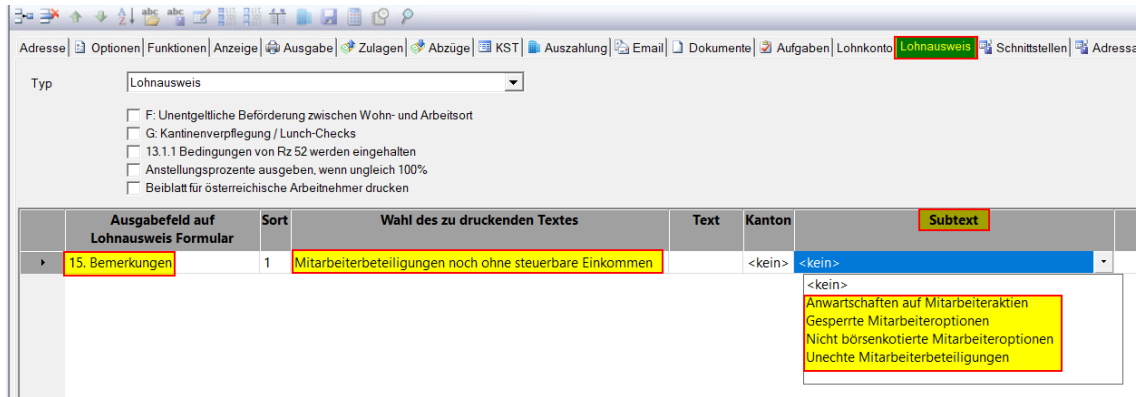 Adresse Optionen Funktionen Anzeige Ausgabe Zulagen Abzüge KST Auszahlung Email Dokumente Aufgaben Lohnkonto Lohnausweis Schnittstellen Adressa
Typ Lohnausweis
F: Unentgeltliche Beförderung zwischen Wohn- und Arbeitsort
G: Kantinenverpflegung / Lunch-Checks
13.1.1 Bedingungen von Rz 52 werden eingehalten
Anstellungsprozente ausgeben, wenn ungleich 100%
Beiblatt für österreichische Arbeitnehmer drucken
Ausgabefeld auf Sort Wahl des zu druckenden Textes Text Kanton Subtext
Lohnausweis Formular
15. Bemerkungen 1 Mitarbeiterbeteiligungen noch ohne steuerbare Einkommen <kein> <kein>
<kein>
Anwartschaften auf Mitarbeiteraktien
Gesperrte Mitarbeiteroptionen
Nicht börsenkotierte Mitarbeiteroptionen
Unechte Mitarbeiterbeteiligungen